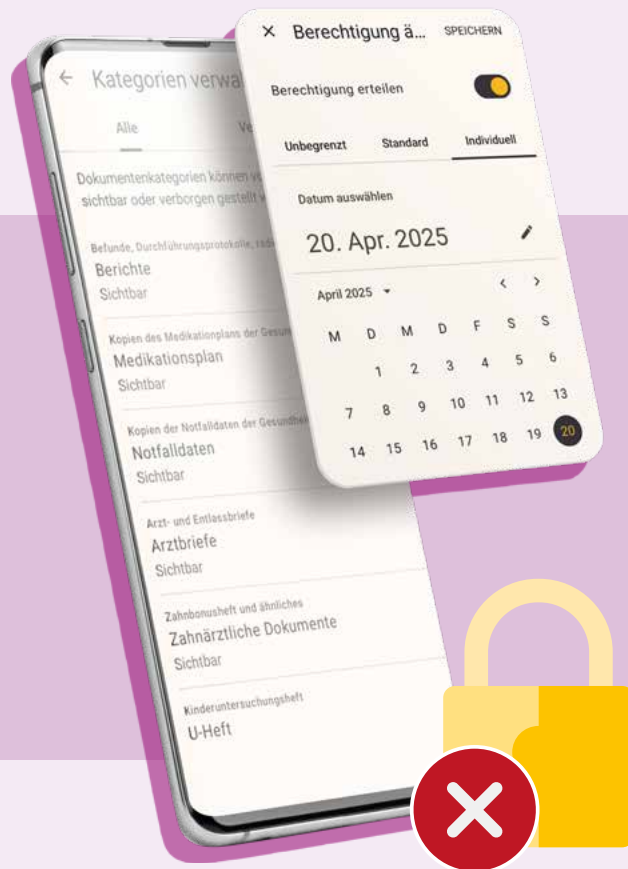 Kategorien verwa
Alle
Dokumentenkategorien können
sichtbar oder verborgen gestellt
Befunde, Durchführungsprotokolle,
Berichte
Sichtbar
Kopien des Medikationsplans der
Medikationsplan
Sichtbar
Kopien der Notfalldaten der
Notfalldaten
Sichtbar
Arzt- und Entlassbriefe
Arztbriefe
Sichtbar
Zahnbonusheft und ähnliches
Zahnärztliche Dokumente
Sichtbar
Kinderuntersuchungsheft
U-Heft
Berechtigung ä... SPEICHERN
Berechtigung erteilen
Unbegrenzt Standard Individuell
Datum auswählen
20. Apr. 2025
April 2025
M D M D F S S
1 2 3 4 5 6
7 8 9 10 11 12 13
14 15 16 17 18 19 20